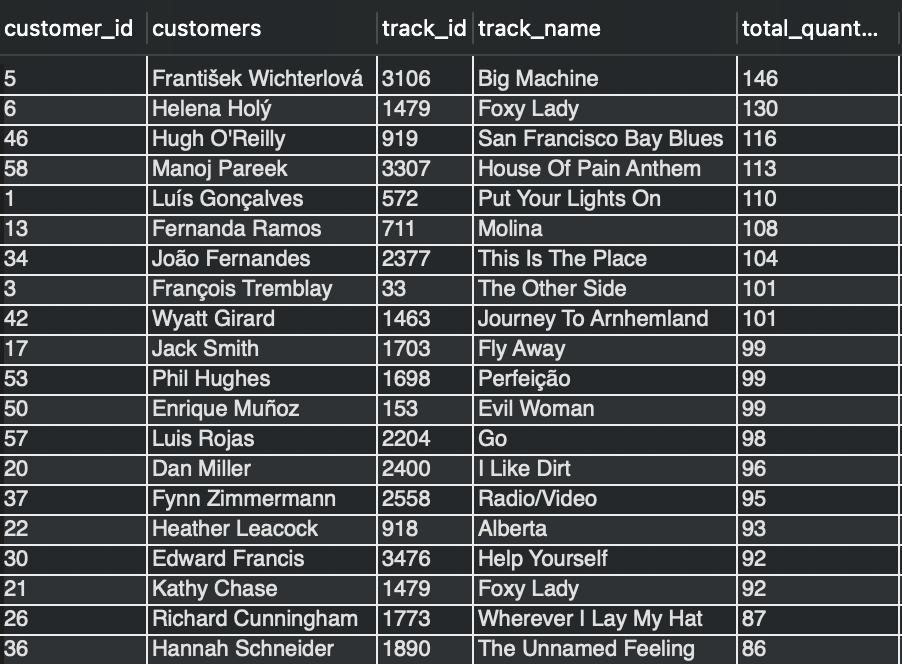 customer_id customers track_id track_name total_quant...
5 František Wichterlová 3106 Big Machine 146
6 Helena Holý 1479 Foxy Lady 130
46 Hugh O'Reilly 919 San Francisco Bay Blues 116
58 Manoj Pareek 3307 House Of Pain Anthem 113
1 Luís Gonçalves 572 Put Your Lights On 110
13 Fernanda Ramos 711 Molina 108
34 João Fernandes 2377 This Is The Place 104
3 François Tremblay 33 The Other Side 101
42 Wyatt Girard 1463 Journey To Arnhemland 101
17 Jack Smith 1703 Fly Away 99
53 Phil Hughes 1698 Perfeição 99
50 Enrique Muñoz 153 Evil Woman 99
57 Luis Rojas 2204 Go 98
20 Dan Miller 2400 I Like Dirt 96
37 Fynn Zimmermann 2558 Radio/Video 95
22 Heather Leacock 918 Alberta 93
30 Edward Francis 3476 Help Yourself 92
21 Kathy Chase 1479 Foxy Lady 92
26 Richard Cunningham 1773 Wherever I Lay My Hat 87
36 Hannah Schneider 1890 The Unnamed Feeling 86